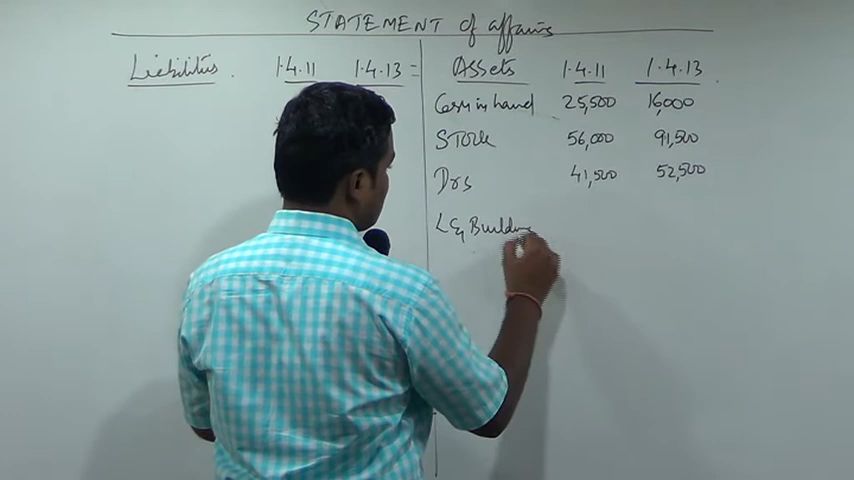 STATEMENT of affairs
Liabilities . 1.4.11 1.4.13 = Assets 1.4.11 1.4.13
Cash in hand 25,500 16,000
Stock 56,000 91,500
Drs 41,500 52,500
L & Building